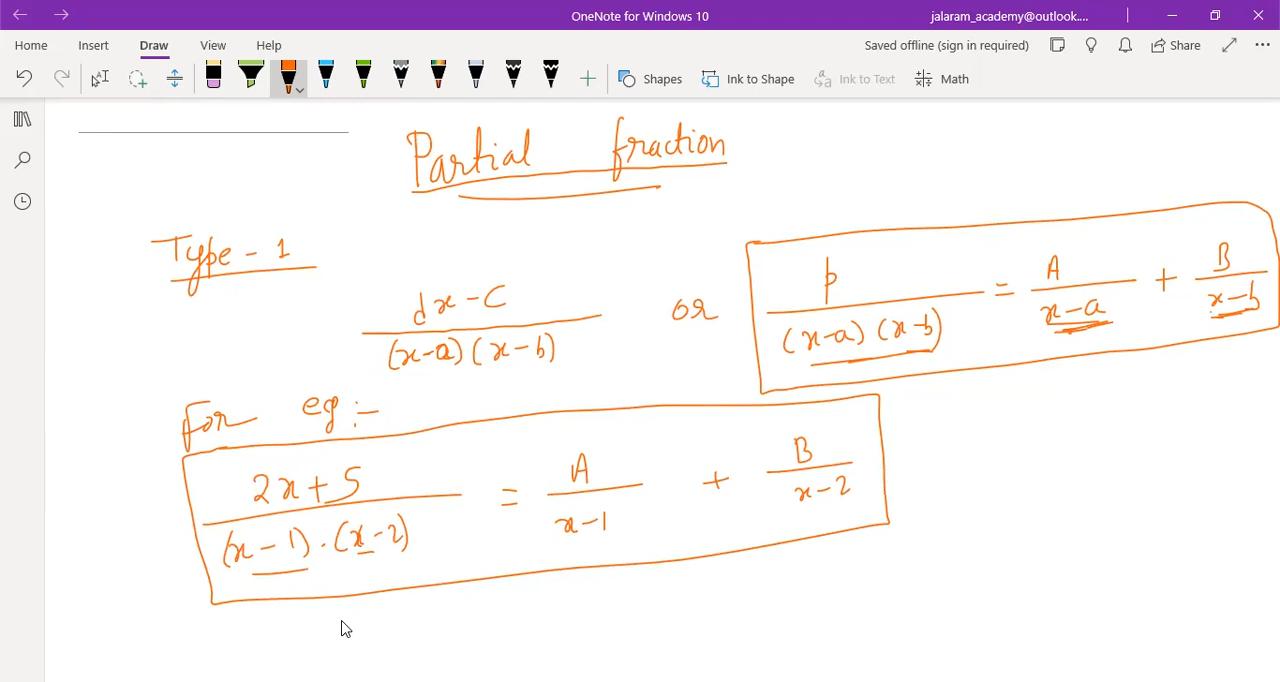 OneNote for Windows 10
jalaram_academy@outlook....
Home Insert Draw View Help
Saved offline (sign in required) Share
Shapes Ink to Shape Ink to Text Math
Partial fraction
Type - 1
dx - c / (x-a)(x-b) or p / (x-a)(x-b) = A / x-a + B / x-b
For eg :-
2x+5 / (x-1)·(x-2) = A / x-1 + B / x-2